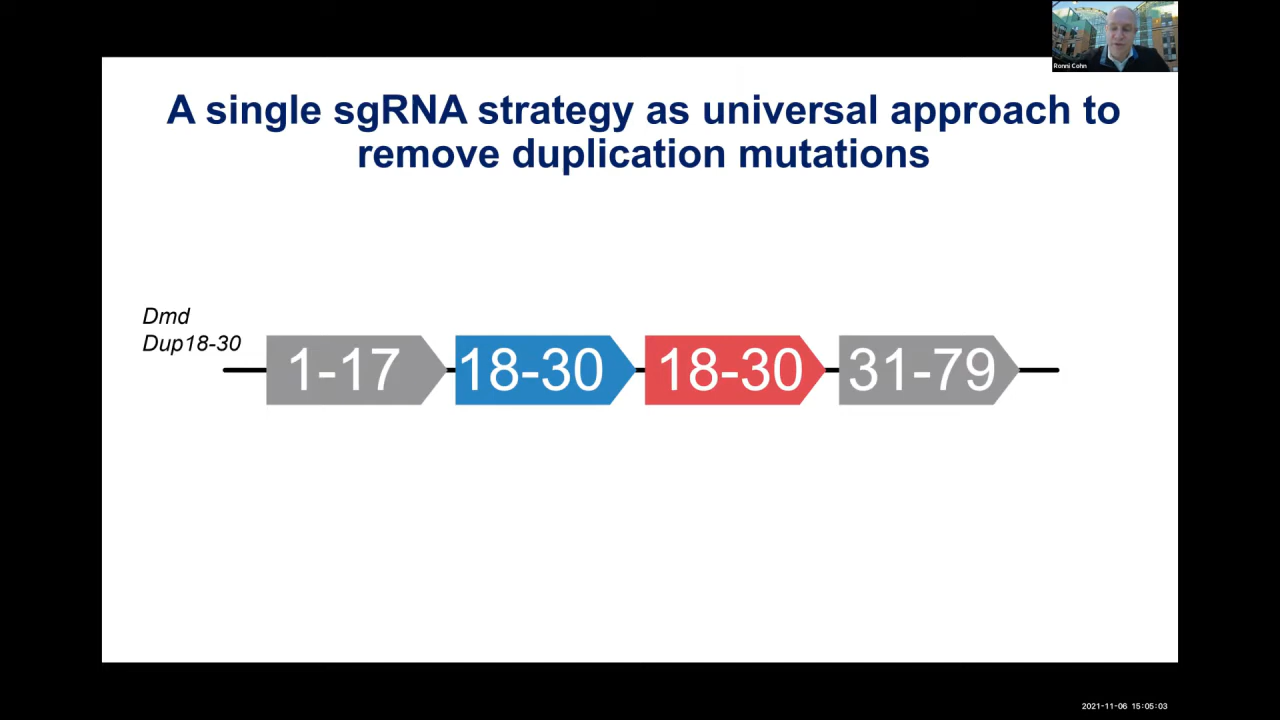 Ronni Cohn
A single sgRNA strategy as universal approach to
remove duplication mutations
Dmd
Dup18-30
1-17 18-30 18-30 31-79
2021-11-06 15:05:03